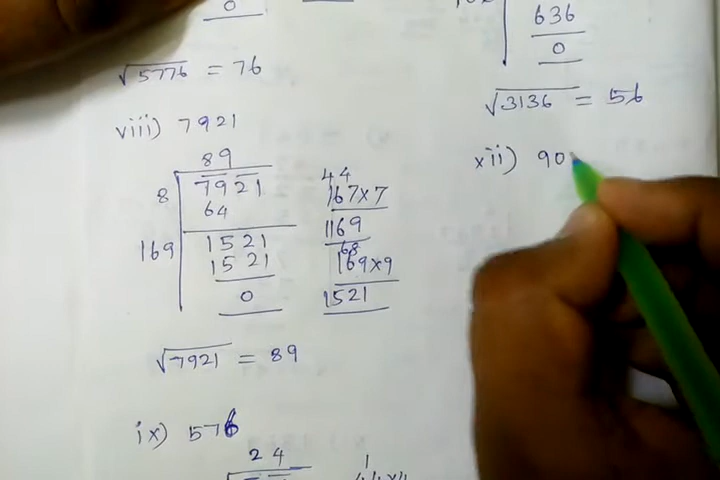 0
√5776 = 76
viii) 7921
89
8 7921
64
169 1521
1521
0
44
167×7
1169
68
169×9
1521
√7921 = 89
ix) 576
24
1
636
0
√3136 = 56
xii) 90